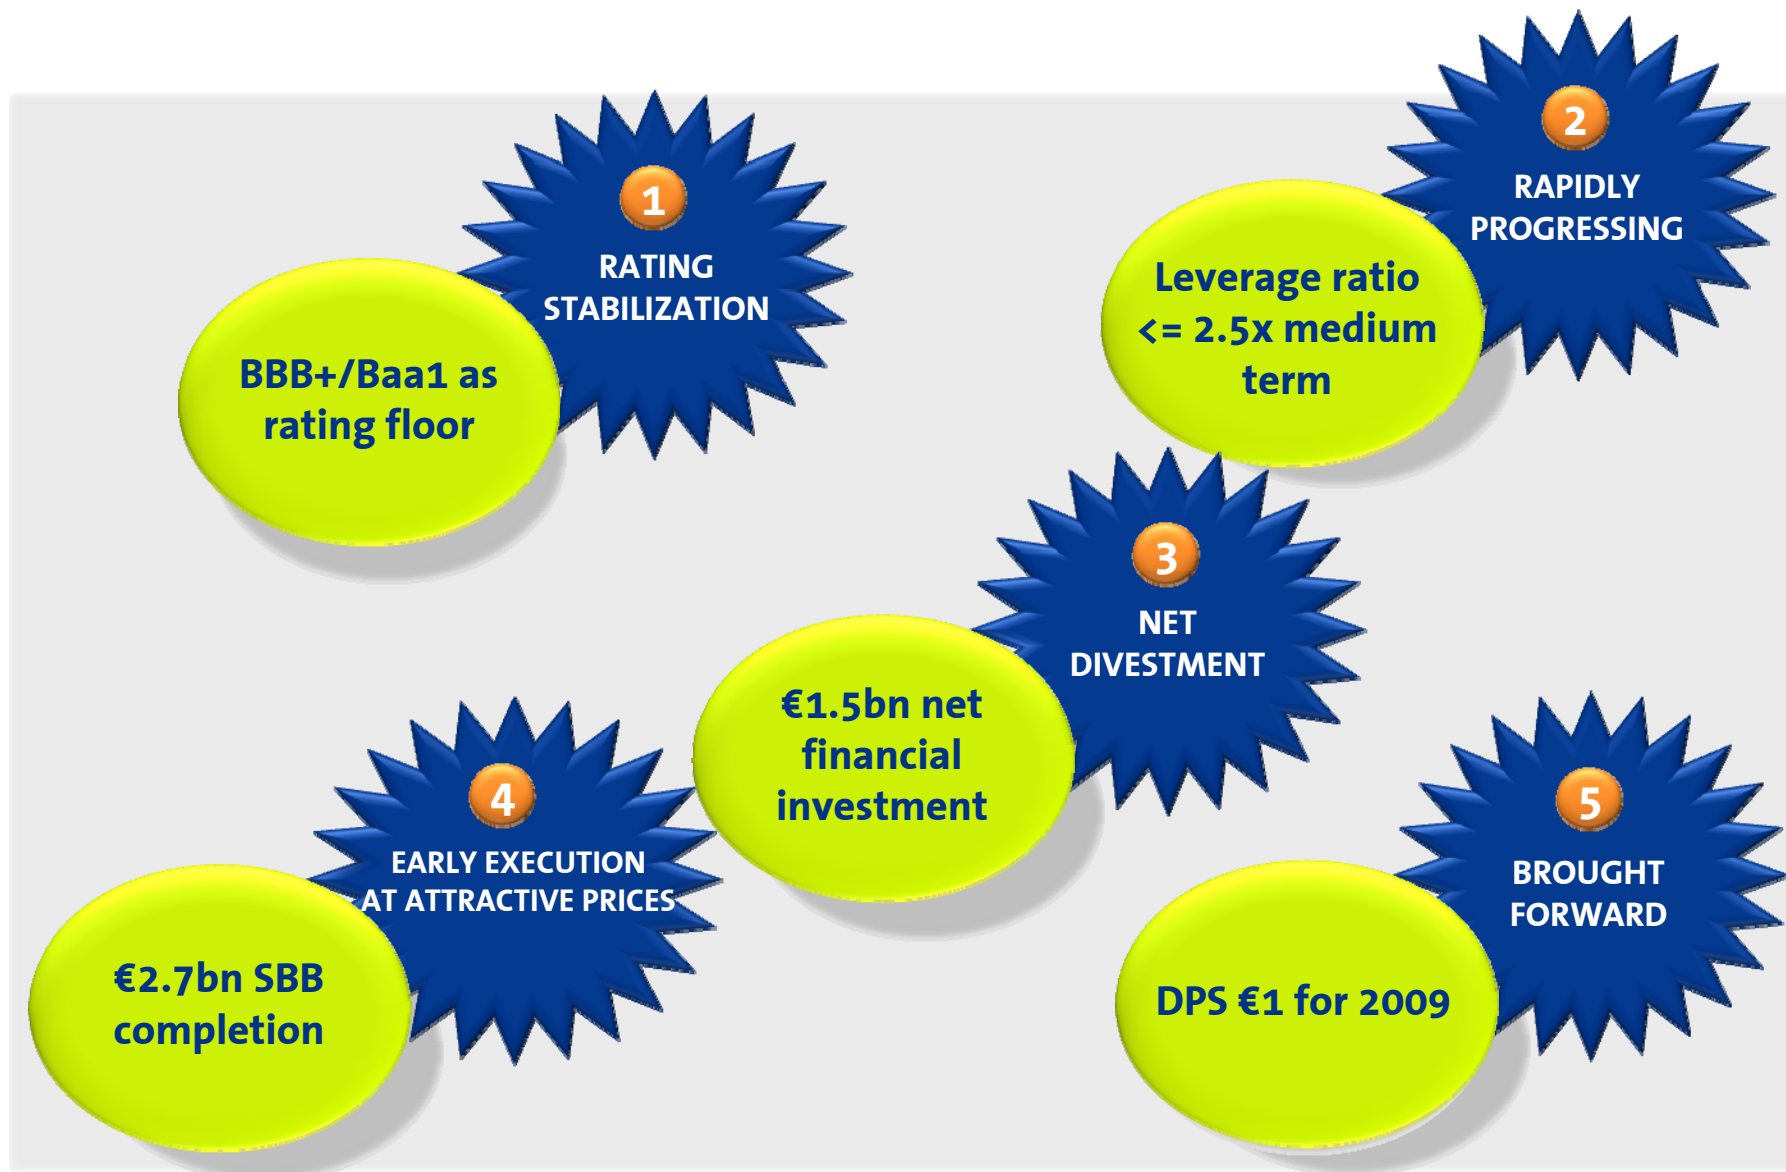 1
RATING
STABILIZATION
BBB+/Baa1 as
rating floor
2
RAPIDLY
PROGRESSING
Leverage ratio
<= 2.5x medium
term
3
NET
DIVESTMENT
€1.5bn net
financial
investment
4
EARLY EXECUTION
AT ATTRACTIVE PRICES
€2.7bn SBB
completion
5
BROUGHT
FORWARD
DPS €1 for 2009